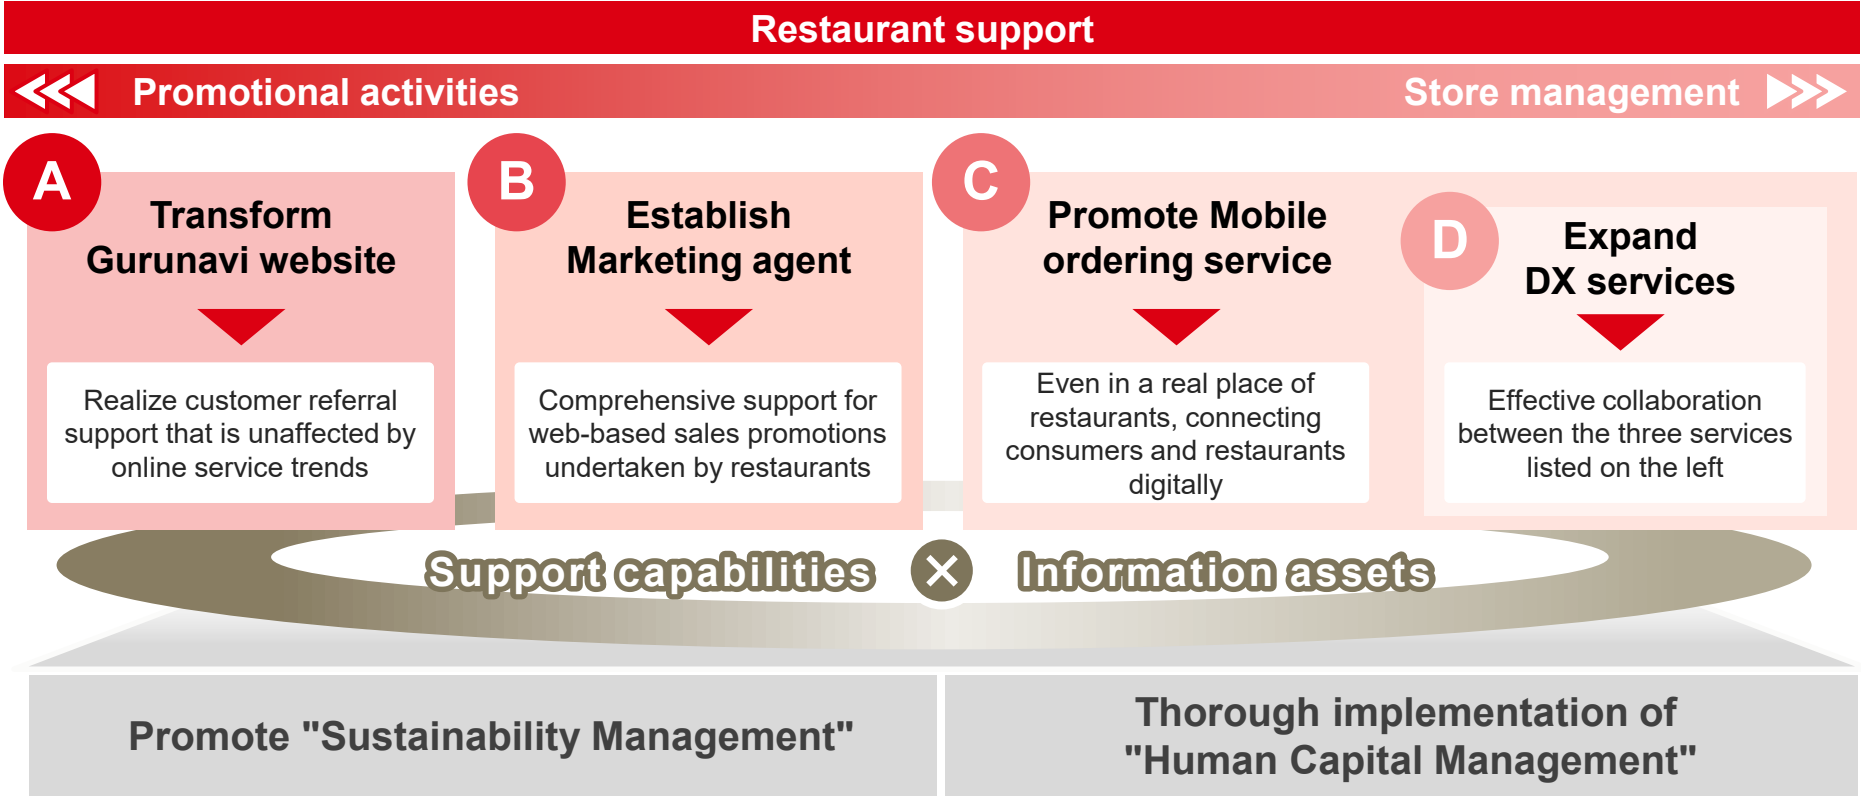 Restaurant support
Promotional activities
Store management
A
Transform
Gurunavi website
Realize customer referral
support that is unaffected by
online service trends
B
Establish
Marketing agent
Comprehensive support for
web-based sales promotions
undertaken by restaurants
C
Promote Mobile
ordering service
Even in a real place of
restaurants, connecting
consumers and restaurants
digitally
D
Expand
DX services
Effective collaboration
between the three services
listed on the left
Support capabilities × Information assets
Promote "Sustainability Management"
Thorough implementation of
"Human Capital Management"